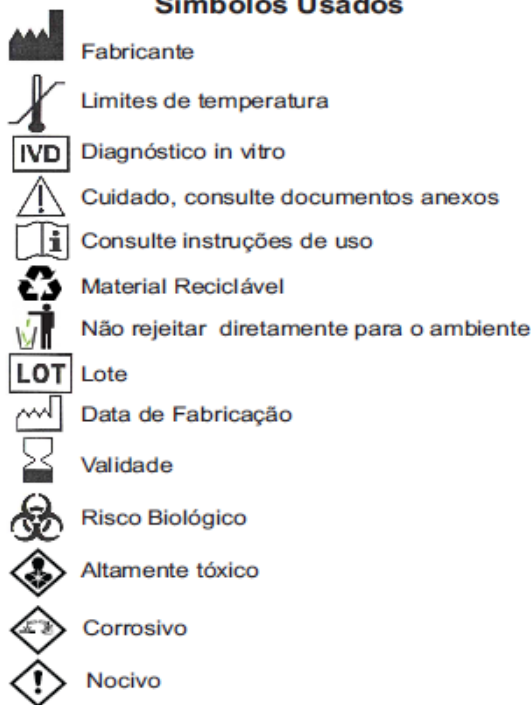 Símbolos Usados
Fabricante
Limites de temperatura
IVD Diagnóstico in vitro
Cuidado, consulte documentos anexos
i Consulte instruções de uso
Material Reciclável
Não rejeitar diretamente para o ambiente
LOT Lote
Data de Fabricação
Validade
Risco Biológico
Altamente tóxico
Corrosivo
Nocivo